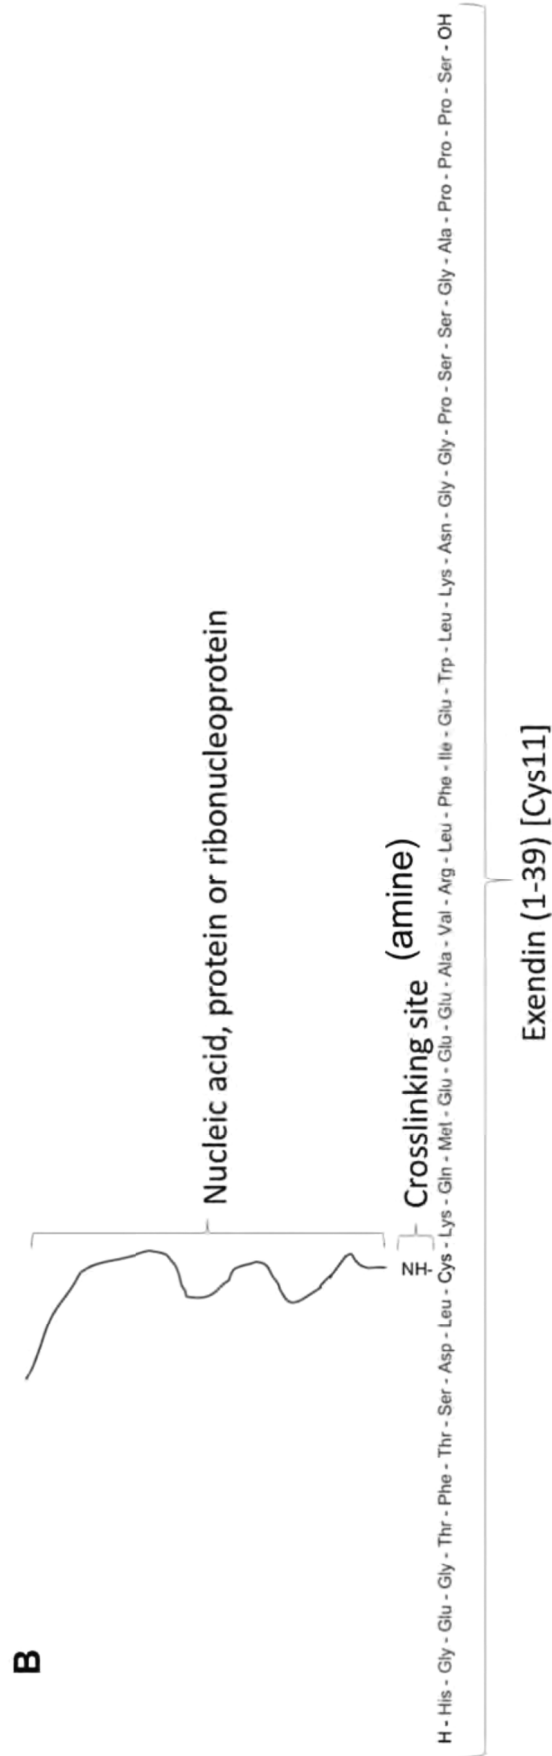 B
Nucleic acid, protein or ribonucleoprotein
Crosslinking site (amine)
NH-
H - His - Gly - Glu - Gly - Thr - Phe - Thr - Ser - Asp - Leu - Cys - Lys - Gln - Met - Glu - Glu - Glu - Ala - Val - Arg - Leu - Phe - Ile - Glu - Trp - Leu - Lys - Asn - Gly - Gly - Pro - Ser - Ser - Gly - Ala - Pro - Pro - Pro - Ser - OH
Exendin (1-39) [Cys11]